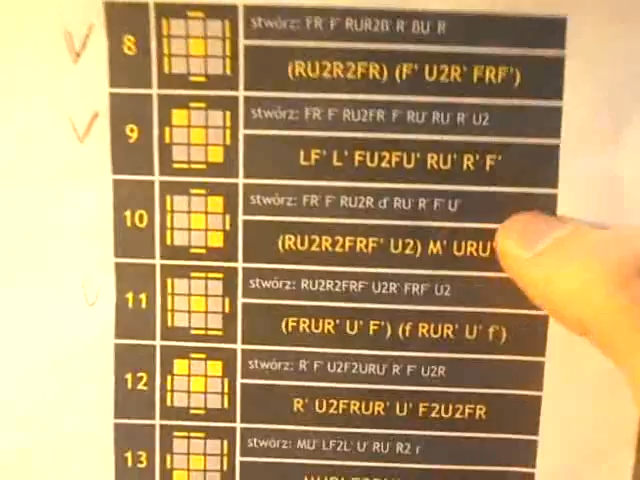 8
stwórz: FR' F' RUR2B' R' BU' R
(RU2R2FR) (F' U2R' FRF')
9
stwórz: FR' F' RU2FR' F' RU' RU' R' U2
LF' L' FU2FU' RU' R' F'
10
stwórz: FR' F' RU2R d' RU' R' F' U'
(RU2R2FRF' U2) M' URU'
11
stwórz: RU2R2FRF' U2R' FRF' U2
(FRUR' U' F') (f RUR' U' f')
12
stwórz: R' F' U2F2URU' R' F' U2R
R' U2FRUR' U' F2U2FR
13
stwórz: MU' LF2L' U' RU' R2 r